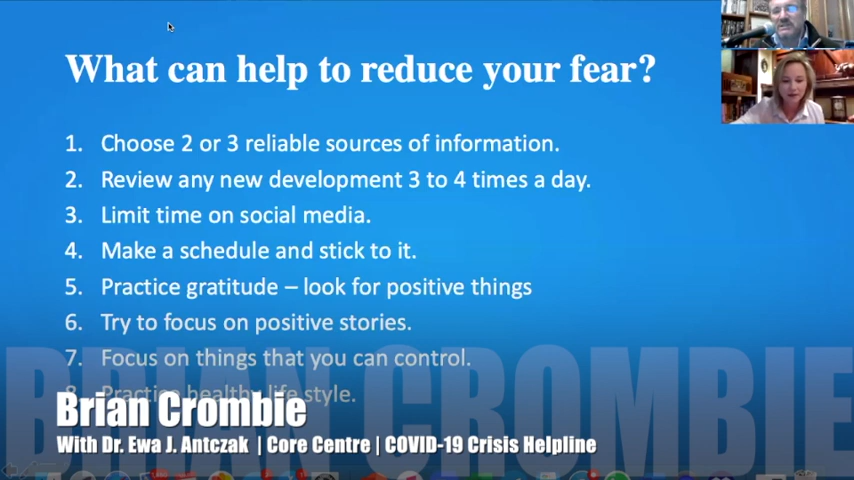 What can help to reduce your fear?
1. Choose 2 or 3 reliable sources of information.
2. Review any new development 3 to 4 times a day.
3. Limit time on social media.
4. Make a schedule and stick to it.
5. Practice gratitude – look for positive things
6. Try to focus on positive stories.
7. Focus on things that you can control.
8. Practice healthy life style.
BRIAN CROMBIE
Brian Crombie
With Dr. Ewa J. Antczak | Core Centre | COVID-19 Crisis Helpline